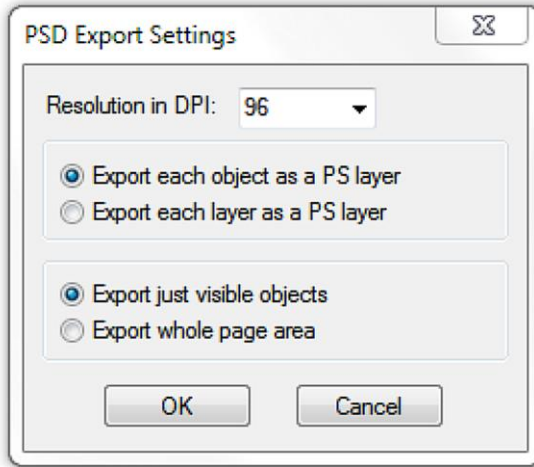 PSD Export Settings
Resolution in DPI: 96
Export each object as a PS layer
Export each layer as a PS layer
Export just visible objects
Export whole page area
OK Cancel